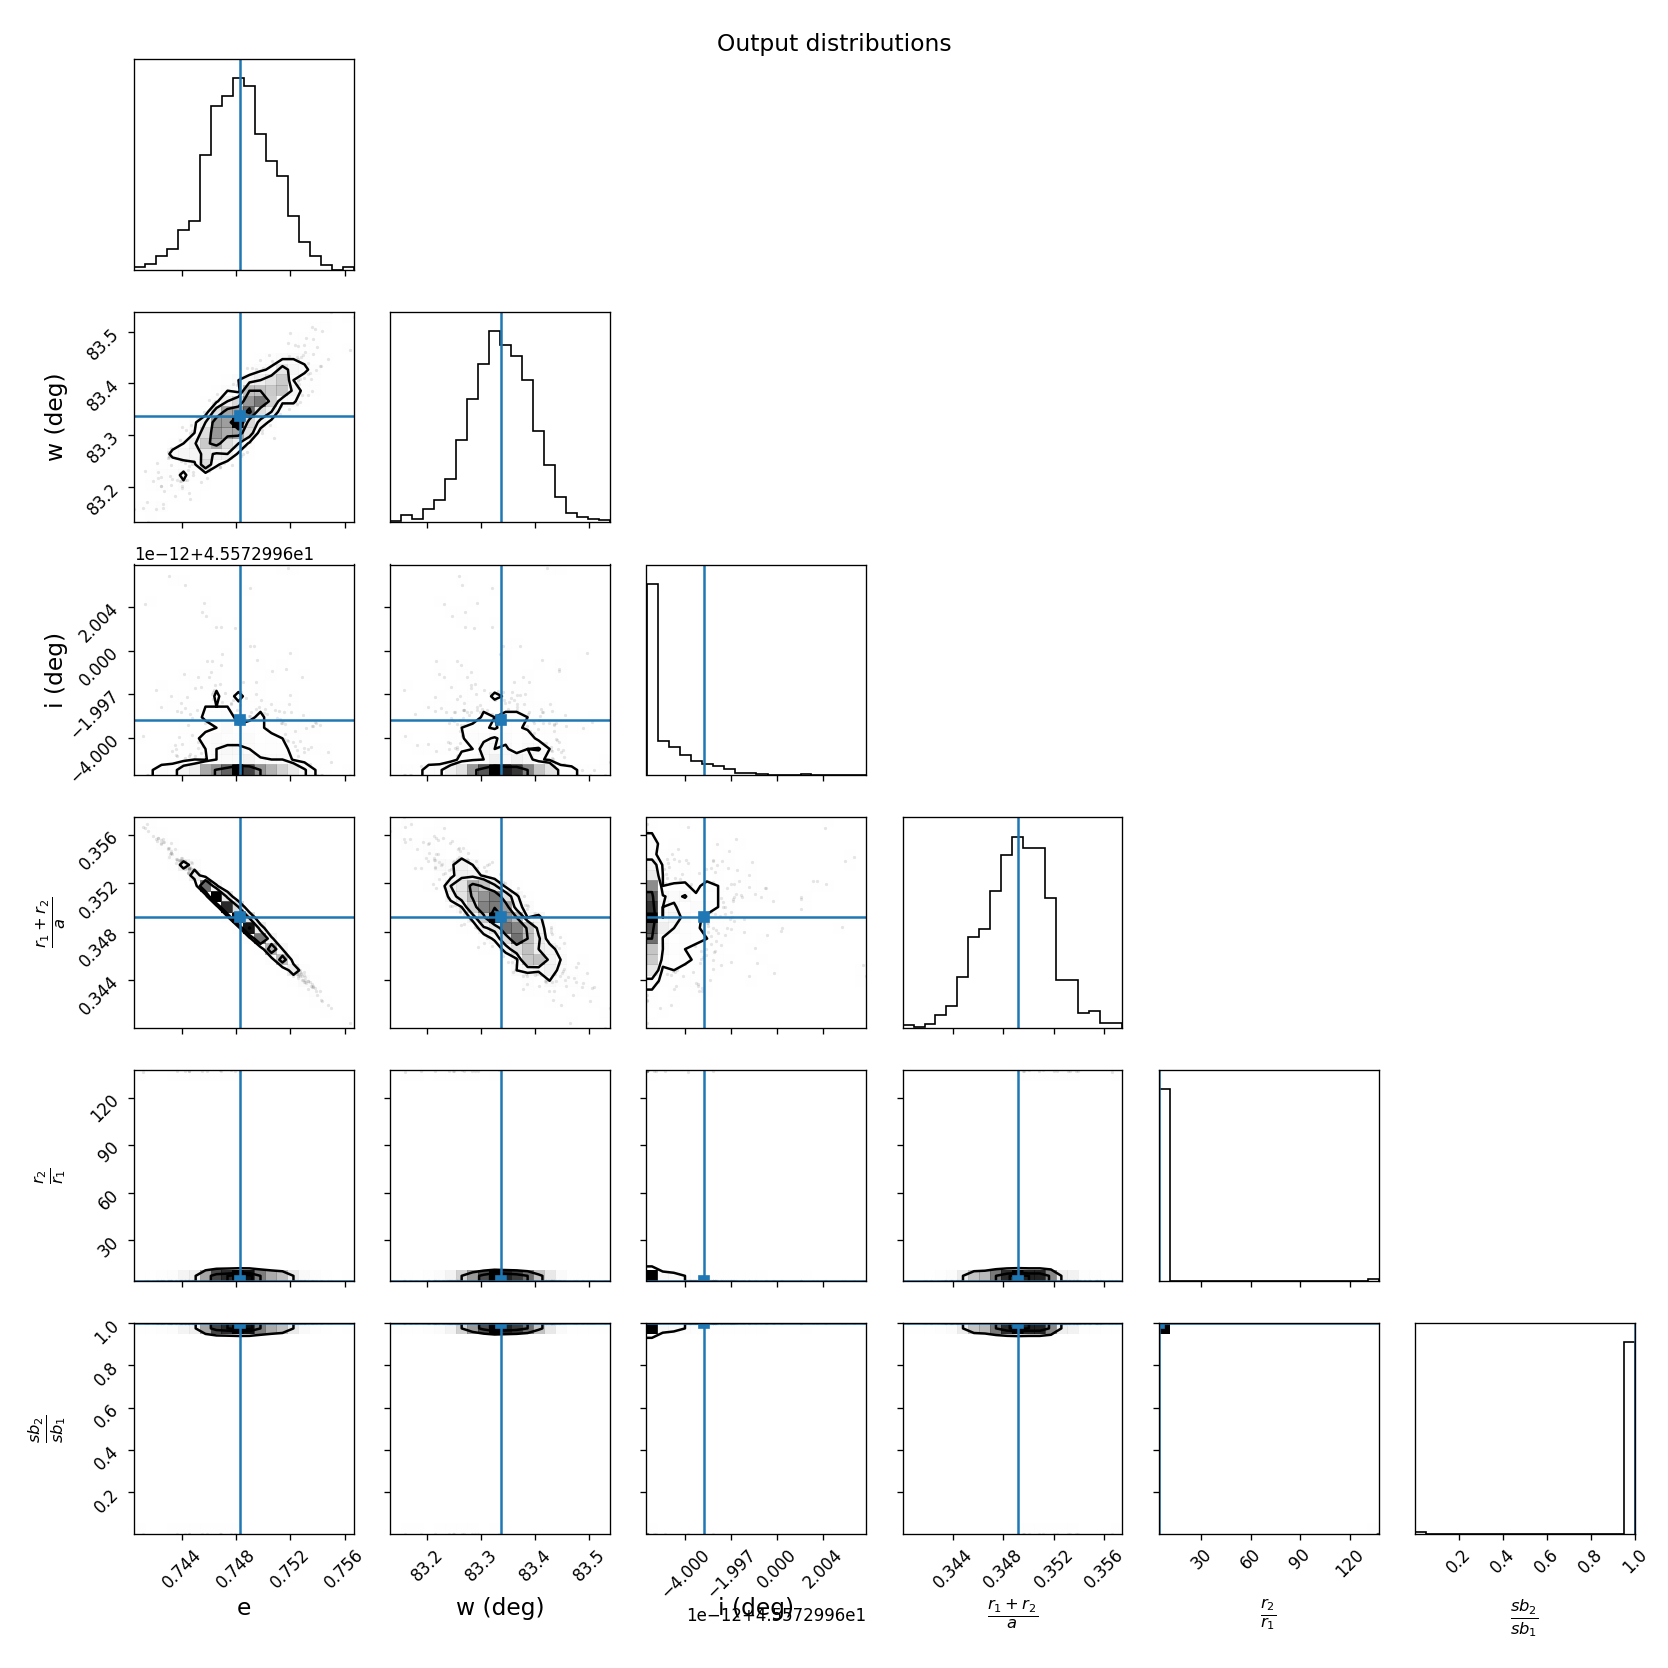 Output distributions
83.5
83.4
83.3
83.2
w (deg)
1e−12+4.5572996e1
2.004
0.000
−1.997
−4.000
i (deg)
0.356
0.352
0.348
0.344
r1 + r2
a
120
90
60
30
r2
r1
1.0
0.8
0.6
0.4
0.2
sb2
sb1
0.744 0.748 0.752 0.756 83.2 83.3 83.4 83.5 −4.000 −1.997 0.000 2.004 0.344 0.348 0.352 0.356 30 60 90 120 0.2 0.4 0.6 0.8 1.0
e w (deg) i (deg)
1e−12+4.5572996e1
r1 + r2
a
r2
r1
sb2
sb1